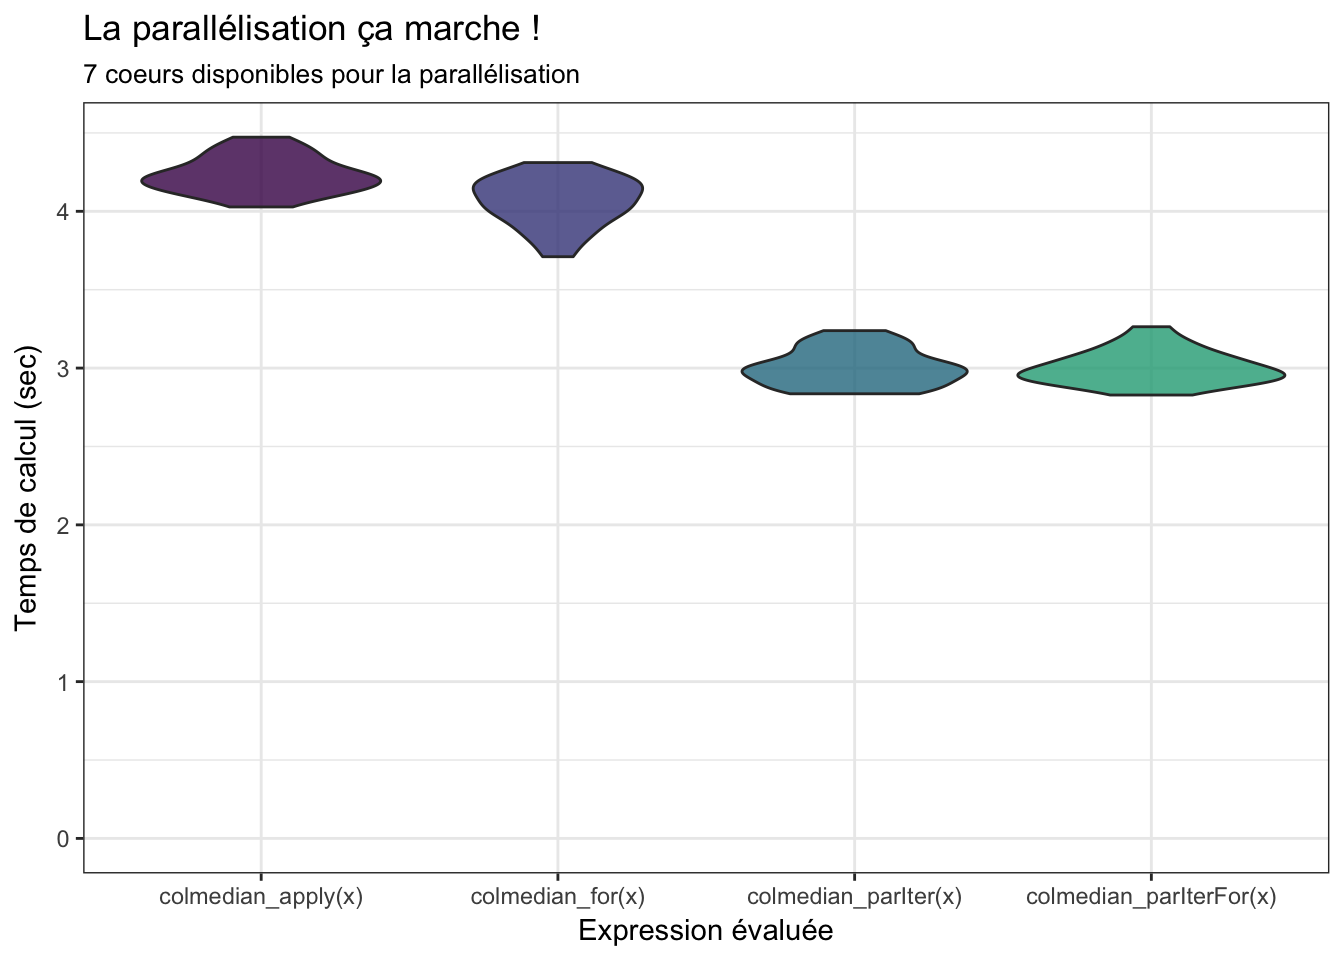 La parallélisation ça marche !
7 coeurs disponibles pour la parallélisation
Temps de calcul (sec)
4
3
2
1
0
colmedian_apply(x)
colmedian_for(x)
colmedian_parIter(x)
colmedian_parIterFor(x)
Expression évaluée